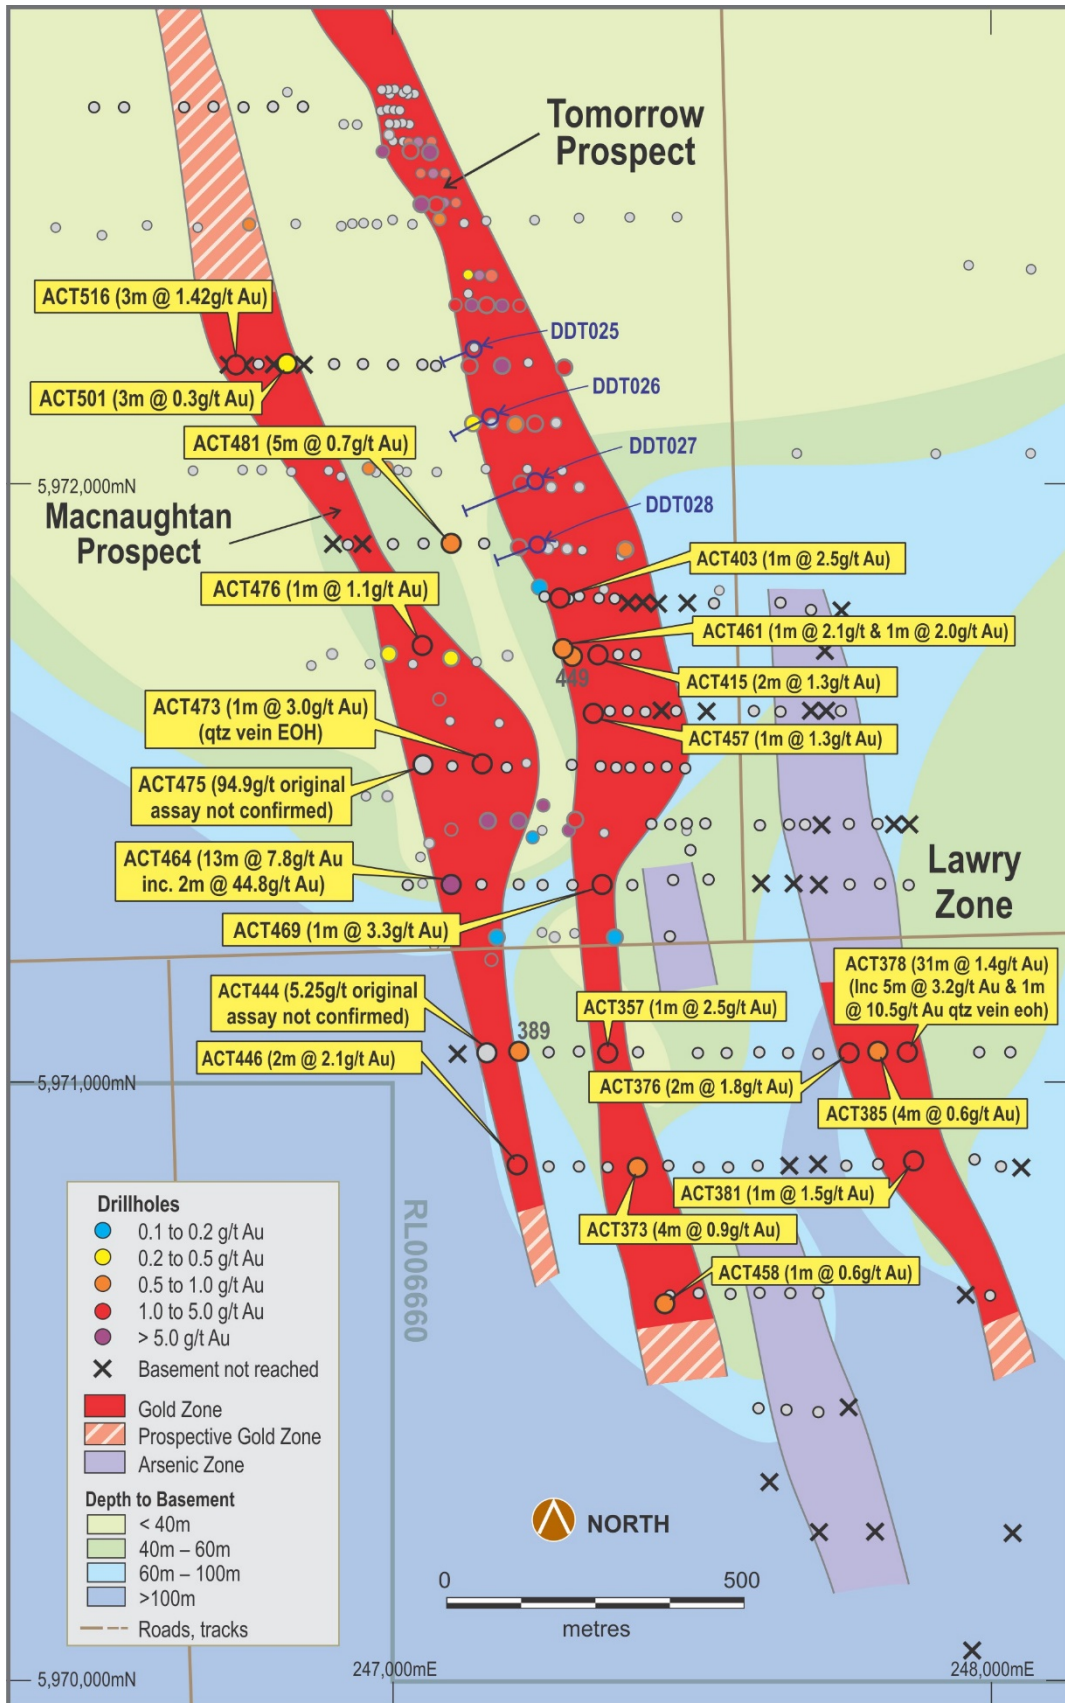 Tomorrow
Prospect
ACT516 (3m @ 1.42g/t Au)
DDT025
ACT501 (3m @ 0.3g/t Au)
DDT026
ACT481 (5m @ 0.7g/t Au)
DDT027
5,972,000mN
DDT028
Macnaughtan
Prospect
ACT403 (1m @ 2.5g/t Au)
ACT476 (1m @ 1.1g/t Au)
ACT461 (1m @ 2.1g/t & 1m @ 2.0g/t Au)
449
ACT415 (2m @ 1.3g/t Au)
ACT473 (1m @ 3.0g/t Au)
(qtz vein EOH)
ACT457 (1m @ 1.3g/t Au)
ACT475 (94.9g/t original
assay not confirmed)
ACT464 (13m @ 7.8g/t Au
inc. 2m @ 44.8g/t Au)
Lawry
Zone
ACT469 (1m @ 3.3g/t Au)
ACT378 (31m @ 1.4g/t Au)
(Inc 5m @ 3.2g/t Au & 1m
@ 10.5g/t Au qtz vein eoh)
ACT444 (5.25g/t original
assay not confirmed)
ACT357 (1m @ 2.5g/t Au)
389
ACT446 (2m @ 2.1g/t Au)
5,971,000mN
ACT376 (2m @ 1.8g/t Au)
ACT385 (4m @ 0.6g/t Au)
ACT381 (1m @ 1.5g/t Au)
ACT373 (4m @ 0.9g/t Au)
ACT458 (1m @ 0.6g/t Au)
RL006660
Drillholes
0.1 to 0.2 g/t Au
0.2 to 0.5 g/t Au
0.5 to 1.0 g/t Au
1.0 to 5.0 g/t Au
> 5.0 g/t Au
Basement not reached
Gold Zone
Prospective Gold Zone
Arsenic Zone
Depth to Basement
< 40m
40m – 60m
60m – 100m
>100m
Roads, tracks
NORTH
0 500
metres
5,970,000mN
247,000mE
248,000mE